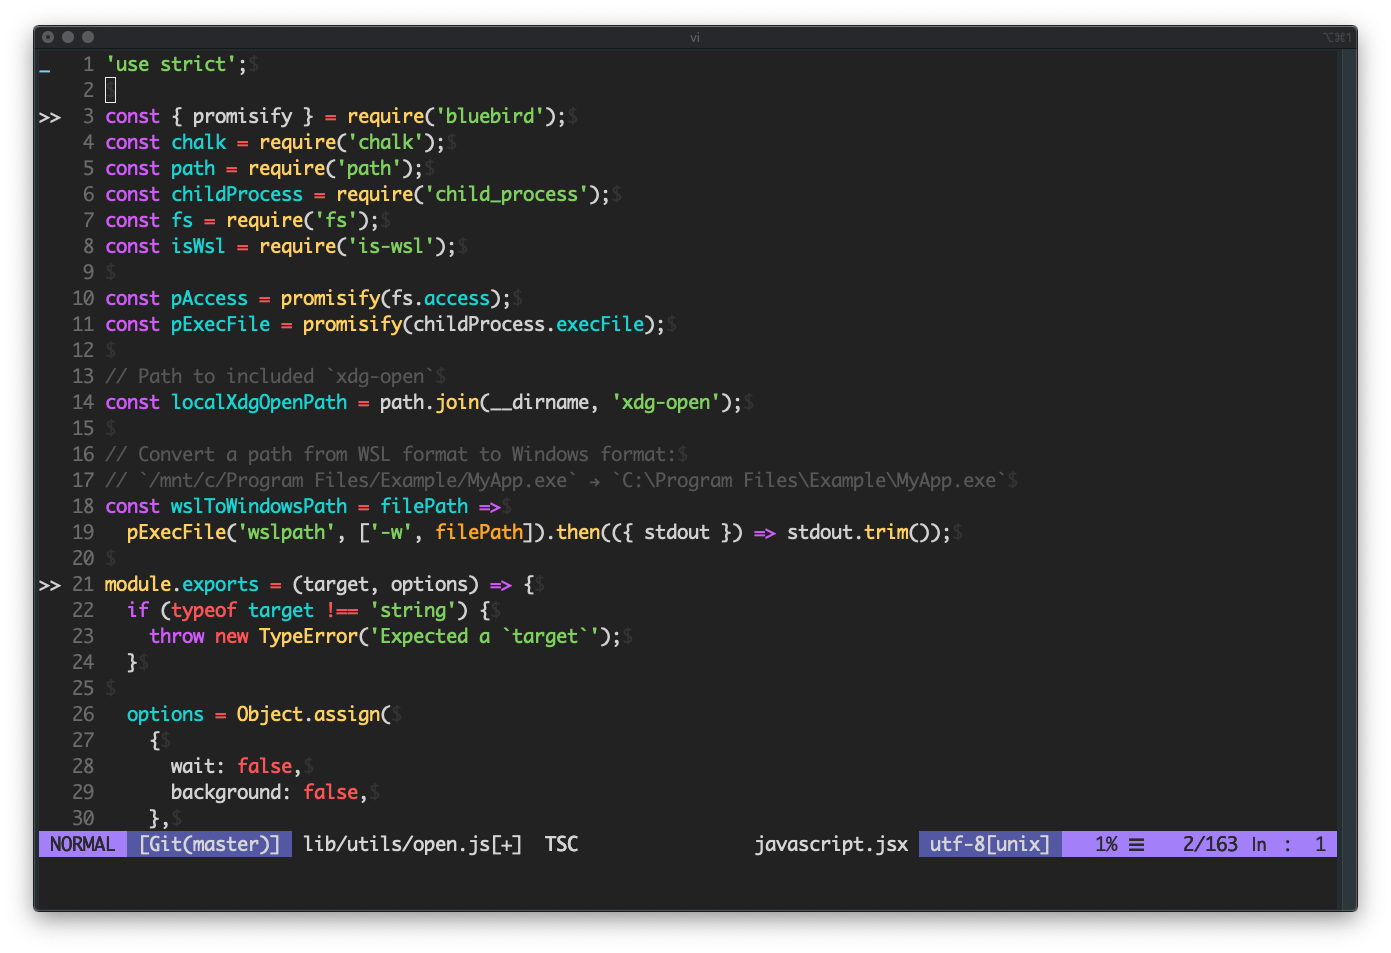 vi
⌥⌘1
_ 1 'use strict';$
2 $
>> 3 const { promisify } = require('bluebird');$
4 const chalk = require('chalk');$
5 const path = require('path');$
6 const childProcess = require('child_process');$
7 const fs = require('fs');$
8 const isWsl = require('is-wsl');$
9 $
10 const pAccess = promisify(fs.access);$
11 const pExecFile = promisify(childProcess.execFile);$
12 $
13 // Path to included `xdg-open`$
14 const localXdgOpenPath = path.join(__dirname, 'xdg-open');$
15 $
16 // Convert a path from WSL format to Windows format:$
17 // `/mnt/c/Program Files/Example/MyApp.exe` → `C:\Program Files\Example\MyApp.exe`$
18 const wslToWindowsPath = filePath =>$
19   pExecFile('wslpath', ['-w', filePath]).then(({ stdout }) => stdout.trim());$
20 $
>> 21 module.exports = (target, options) => {$
22   if (typeof target !== 'string') {$
23     throw new TypeError('Expected a `target`');$
24   }$
25 $
26   options = Object.assign($
27     {$
28       wait: false,$
29       background: false,$
30     },$
NORMAL [Git(master)] lib/utils/open.js[+] TSC javascript.jsx utf-8[unix] 1% ☰ 2/163 ln : 1